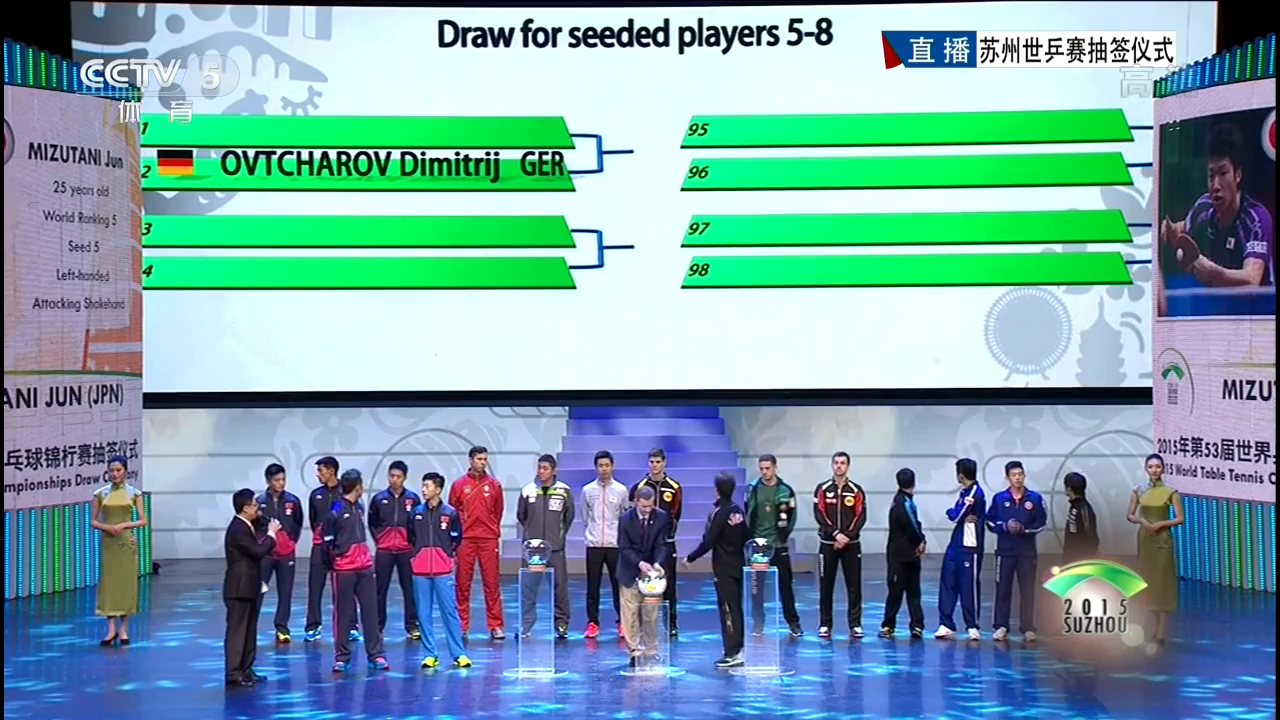 Draw for seeded players 5-8
直播 苏州世乒赛抽签仪式
高清
CCTV 5
体育
1
2 OVTCHAROV Dimitrij GER
3
4
95
96
97
98
MIZUTANI Jun
25 years old
World Ranking 5
Seed 5
Left-handed
Attacking Shakehand
ANI JUN (JPN)
乒球锦标赛抽签仪式
mpionships Draw Ceremony
MIZU
2015年第53届世界
15 World Table Tennis C
2015
SUZHOU